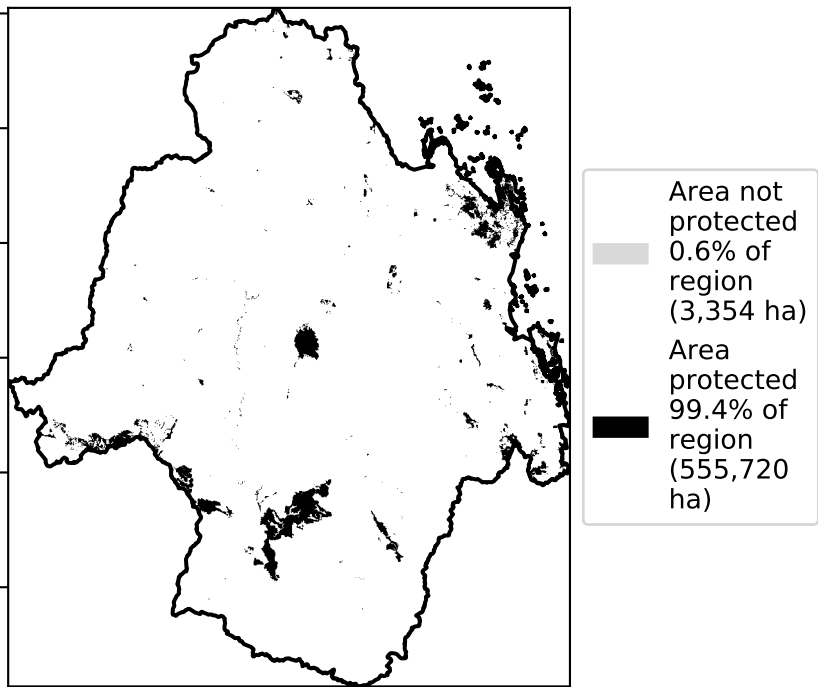 Area not
protected
0.6% of
region
(3,354 ha)
Area
protected
99.4% of
region
(555,720
ha)